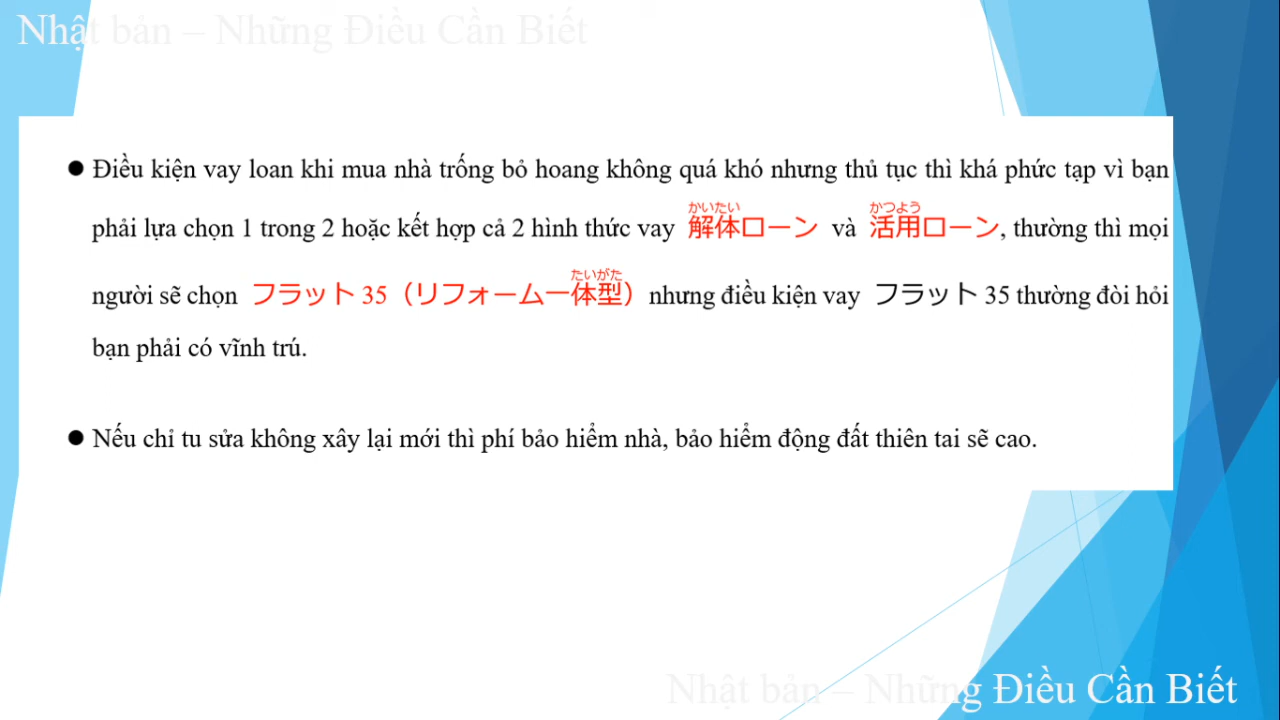 Nhật bản – Những Điều Cần Biết
● Điều kiện vay loan khi mua nhà trống bỏ hoang không quá khó nhưng thủ tục thì khá phức tạp vì bạn
かいたい かつよう
phải lựa chọn 1 trong 2 hoặc kết hợp cả 2 hình thức vay 解体ローン và 活用ローン, thường thì mọi
たいがた
người sẽ chọn フラット 35（リフォーム一体型）nhưng điều kiện vay フラット 35 thường đòi hỏi
bạn phải có vĩnh trú.
● Nếu chỉ tu sửa không xây lại mới thì phí bảo hiểm nhà, bảo hiểm động đất thiên tai sẽ cao.
Nhật bản – Những Điều Cần Biết